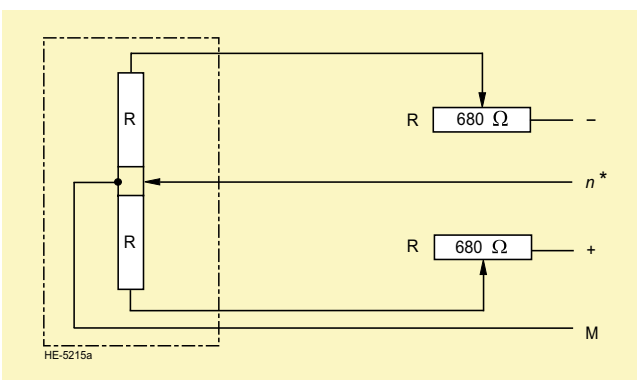 R
R 680 Ω –
n*
R
R 680 Ω +
M
HE-5215a